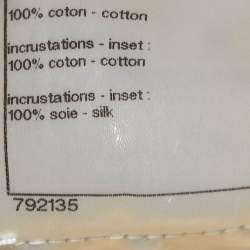 100% coton - cotton
incrustations - inset :
100% coton - cotton
incrustations - inset :
100% soie - silk
792135